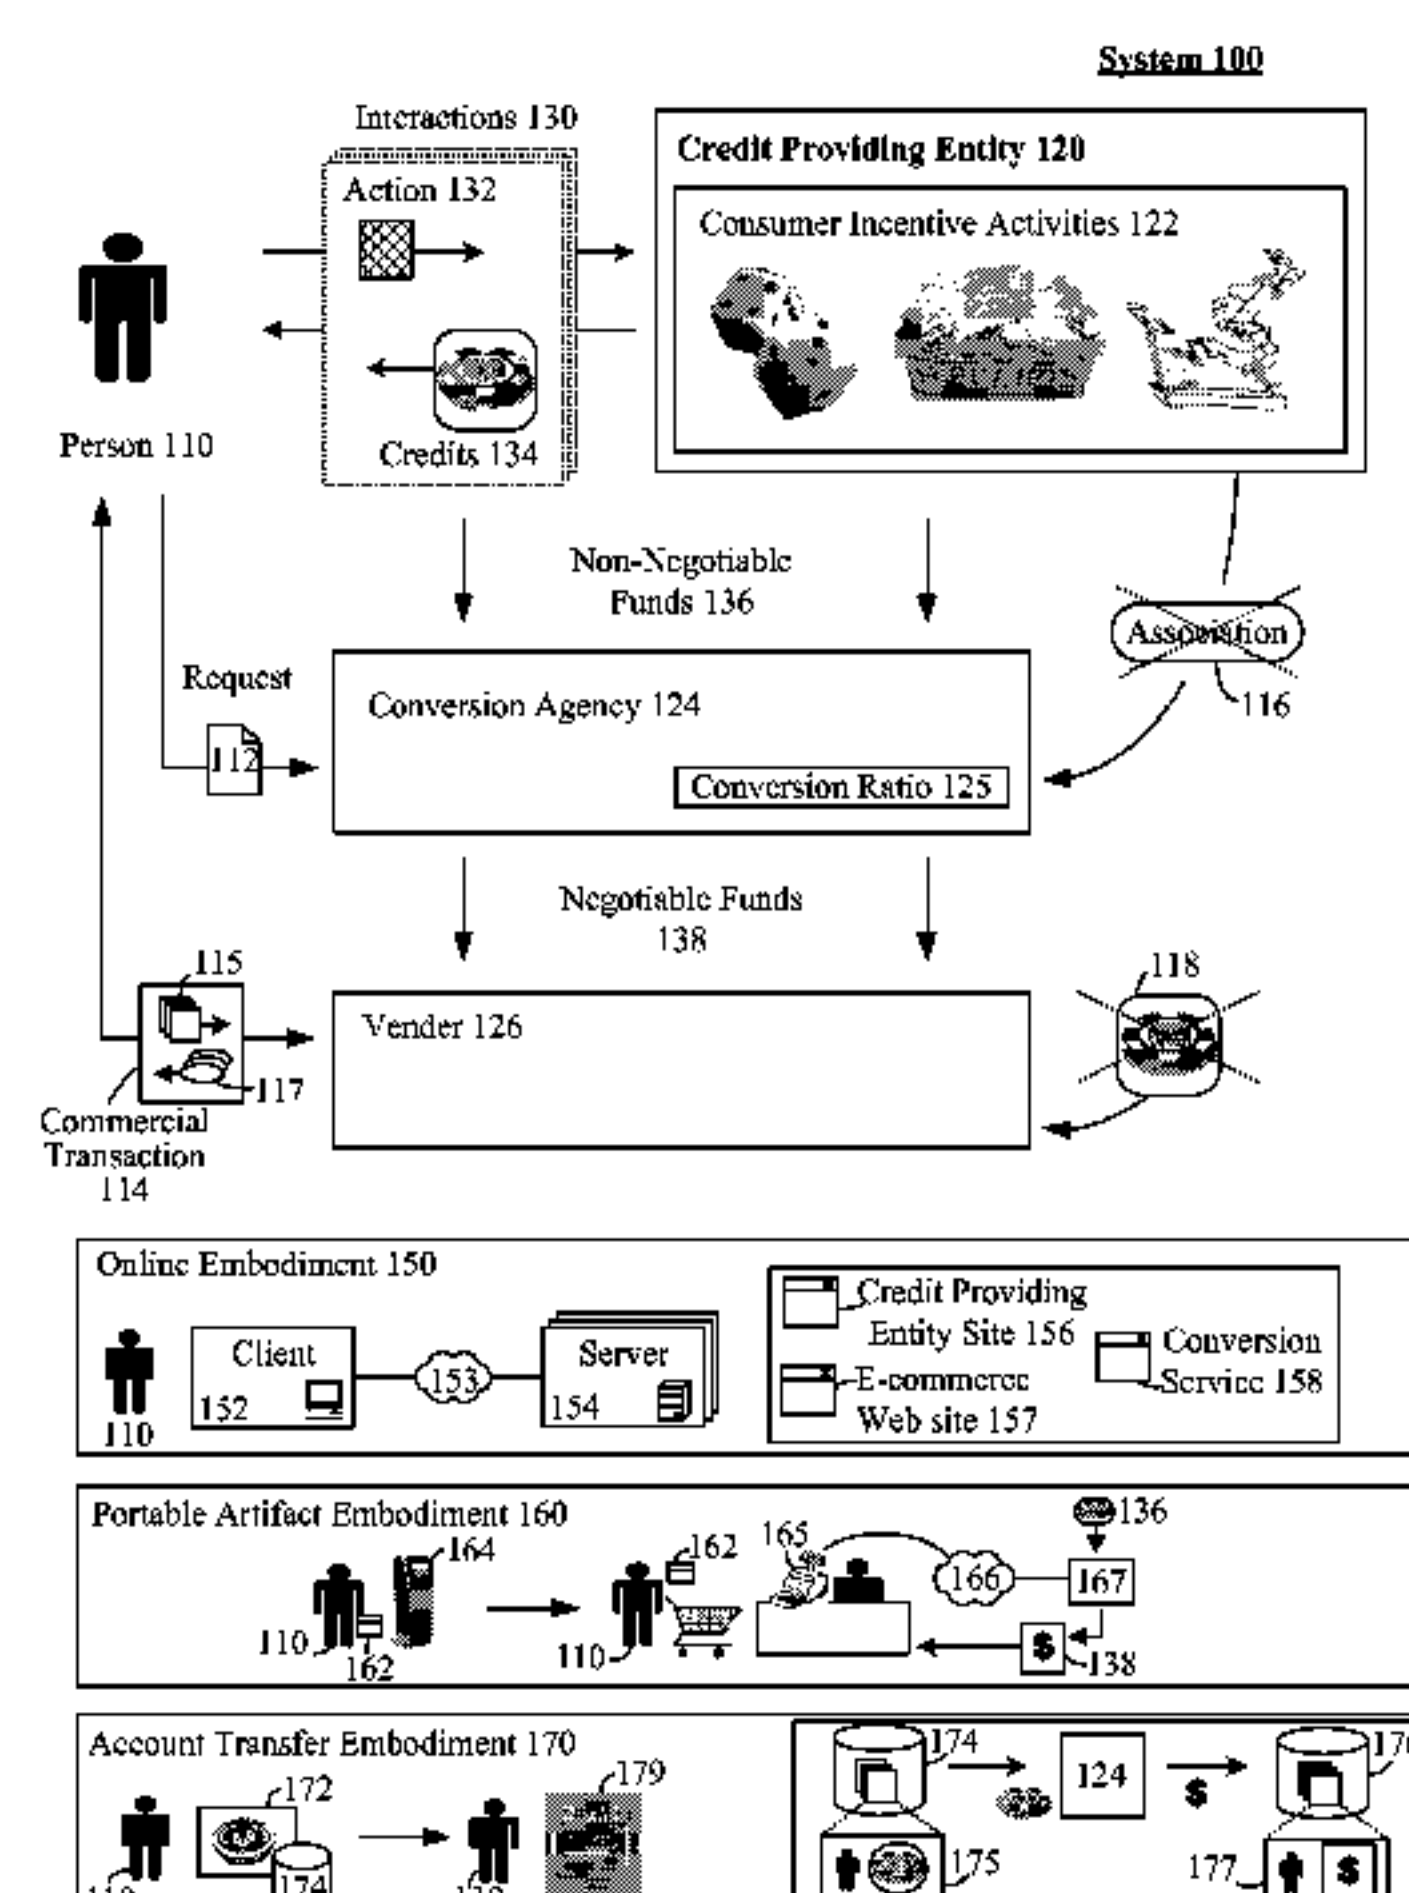 System 100
Interactions 130
Credit Providing Entity 120
Action 132
Consumer Incentive Activities 122
Person 110
Credits 134
Non-Negotiable
Funds 136
Association
116
Request
112
Conversion Agency 124
Conversion Ratio 125
Negotiable Funds
138
115
118
Vender 126
117
Commercial
Transaction
114
Online Embodiment 150
Credit Providing
Entity Site 156
Client
152
153
Server
154
Conversion
Service 158
E-commerce
Web site 157
110
Portable Artifact Embodiment 160
164
162
165
136
166
167
110
162
110
138
$
Account Transfer Embodiment 170
172
179
174
124
$
174
175
177
$